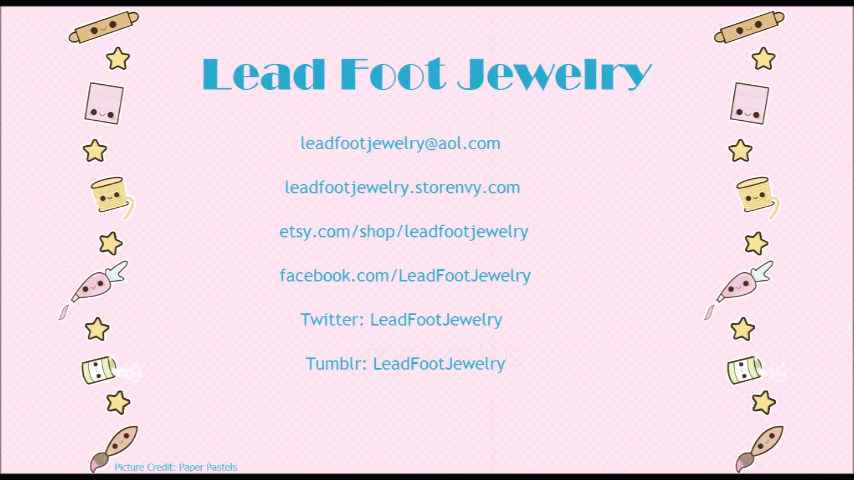 Lead Foot Jewelry
leadfootjewelry@aol.com
leadfootjewelry.storenvy.com
etsy.com/shop/leadfootjewelry
facebook.com/LeadFootJewelry
Twitter: LeadFootJewelry
Tumblr: LeadFootJewelry
Picture Credit: Paper Pastels